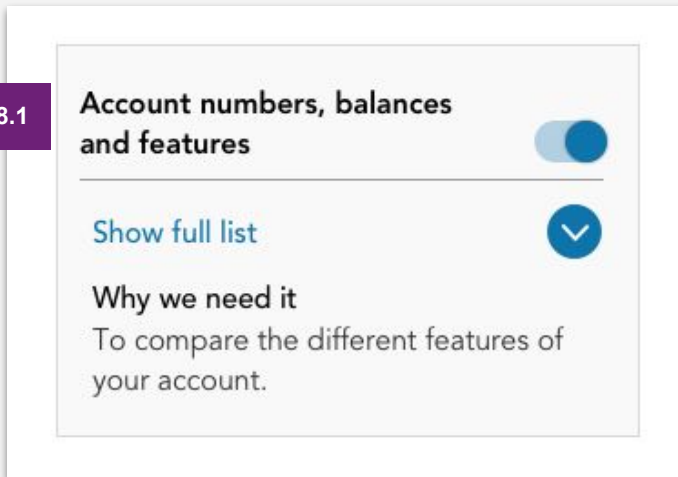 8.1
Account numbers, balances
and features
Show full list
Why we need it
To compare the different features of
your account.